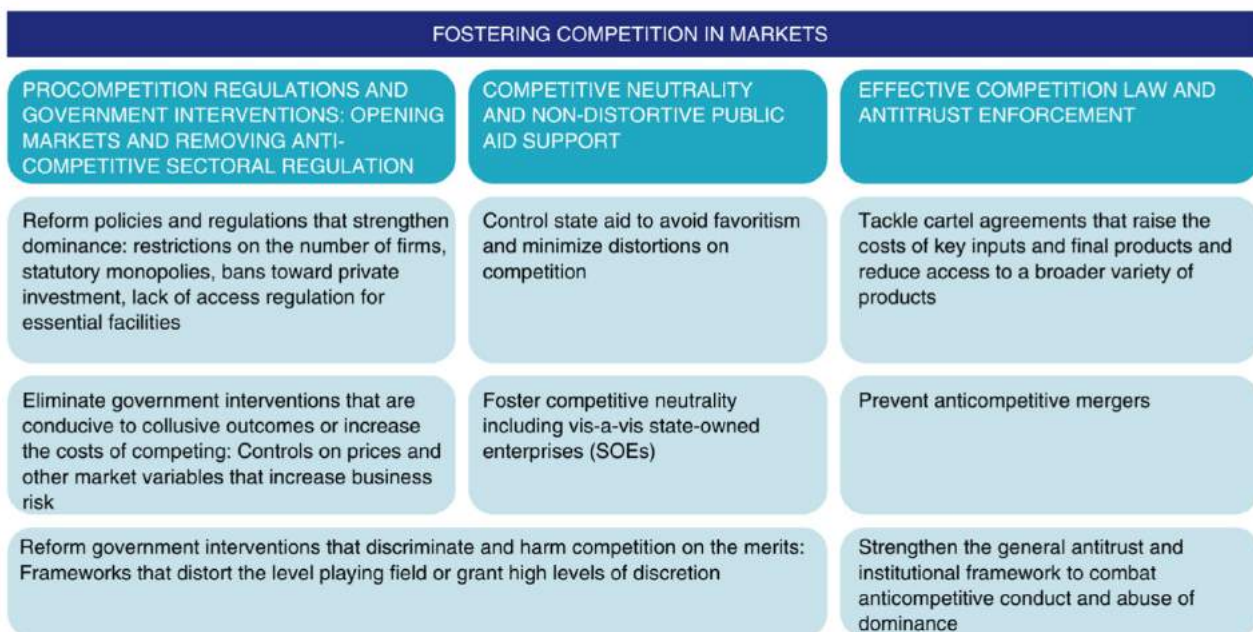 FOSTERING COMPETITION IN MARKETS
PROCOMPETITION REGULATIONS AND
GOVERNMENT INTERVENTIONS: OPENING
MARKETS AND REMOVING ANTI-
COMPETITIVE SECTORAL REGULATION
COMPETITIVE NEUTRALITY
AND NON-DISTORTIVE PUBLIC
AID SUPPORT
EFFECTIVE COMPETITION LAW AND
ANTITRUST ENFORCEMENT
Reform policies and regulations that strengthen
dominance: restrictions on the number of firms,
statutory monopolies, bans toward private
investment, lack of access regulation for
essential facilities
Control state aid to avoid favoritism
and minimize distortions on
competition
Tackle cartel agreements that raise the
costs of key inputs and final products and
reduce access to a broader variety of
products
Eliminate government interventions that are
conducive to collusive outcomes or increase
the costs of competing: Controls on prices and
other market variables that increase business
risk
Foster competitive neutrality
including vis-a-vis state-owned
enterprises (SOEs)
Prevent anticompetitive mergers
Reform government interventions that discriminate and harm competition on the merits:
Frameworks that distort the level playing field or grant high levels of discretion
Strengthen the general antitrust and
institutional framework to combat
anticompetitive conduct and abuse of
dominance